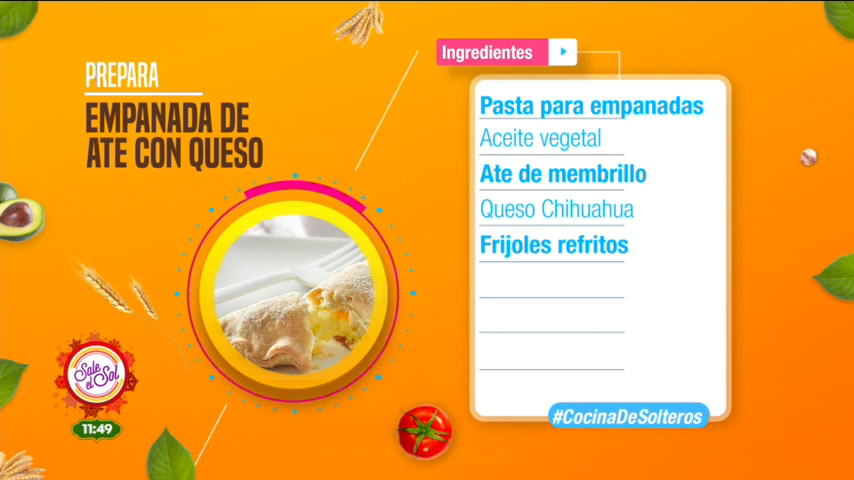 PREPARA
EMPANADA DE
ATE CON QUESO
Ingredientes
Pasta para empanadas
Aceite vegetal
Ate de membrillo
Queso Chihuahua
Frijoles refritos
#CocinaDeSolteros
Sale
el Sol
11:49